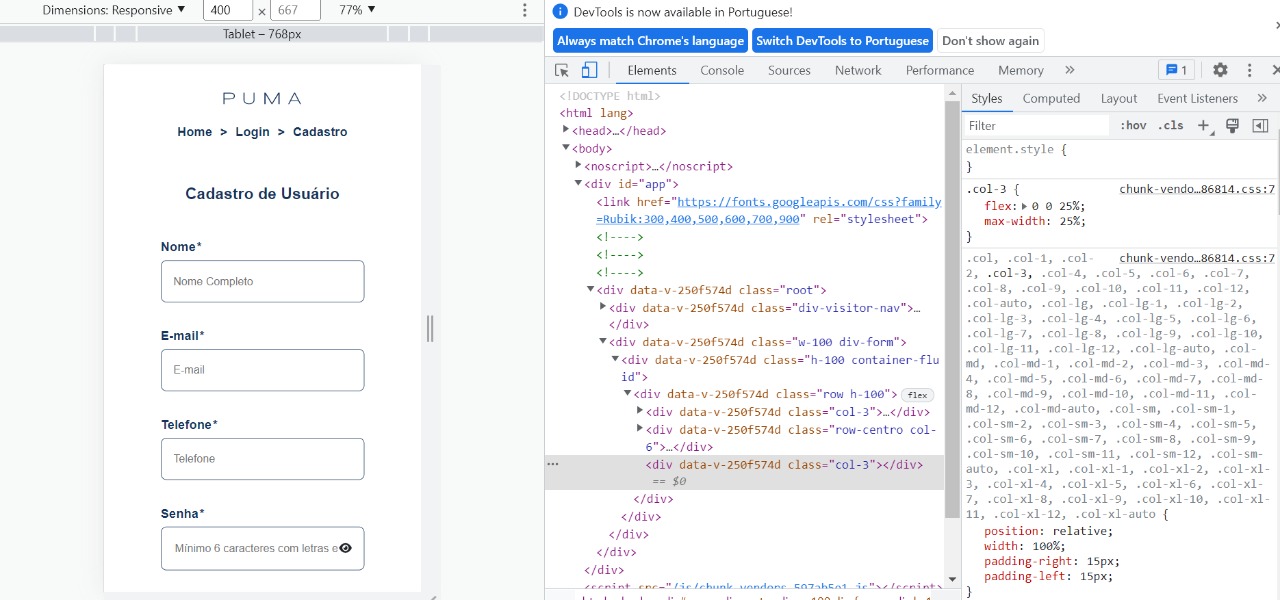 Dimensions: Responsive ▼ 400 × 667 77% ▼
Tablet – 768px
PUMA
Home > Login > Cadastro
Cadastro de Usuário
Nome*
Nome Completo
E-mail*
E-mail
Telefone*
Telefone
Senha*
Mínimo 6 caracteres com letras e
DevTools is now available in Portuguese!
Always match Chrome's language Switch DevTools to Portuguese Don't show again
Elements Console Sources Network Performance Memory » 1
<!DOCTYPE html>
<html lang>
<head>…</head>
<body>
<noscript>…</noscript>
<div id="app">
<link href="https://fonts.googleapis.com/css?family
=Rubik:300,400,500,600,700,900" rel="stylesheet">
<!---->
<!---->
<!---->
<div data-v-250f574d class="root">
<div data-v-250f574d class="div-visitor-nav">…
</div>
<div data-v-250f574d class="w-100 div-form">
<div data-v-250f574d class="h-100 container-flu
id">
<div data-v-250f574d class="row h-100"> flex
<div data-v-250f574d class="col-3">…</div>
<div data-v-250f574d class="row-centro col-
6">…</div>
<div data-v-250f574d class="col-3"></div>
== $0
</div>
</div>
</div>
</div>
</div>
<script src="/js/chunk-vendors.597ab5e1.js"></script>
Styles Computed Layout Event Listeners »
Filter :hov .cls +
element.style {
}
.col-3 { chunk-vendo…86814.css:7
flex: 0 0 25%;
max-width: 25%;
}
.col, .col-1, .col- chunk-vendo…86814.css:7
2, .col-3, .col-4, .col-5, .col-6, .col-7,
.col-8, .col-9, .col-10, .col-11, .col-12,
.col-auto, .col-lg, .col-lg-1, .col-lg-2,
.col-lg-3, .col-lg-4, .col-lg-5, .col-lg-6,
.col-lg-7, .col-lg-8, .col-lg-9, .col-lg-10,
.col-lg-11, .col-lg-12, .col-lg-auto, .col-
md, .col-md-1, .col-md-2, .col-md-3, .col-md-
4, .col-md-5, .col-md-6, .col-md-7, .col-md-
8, .col-md-9, .col-md-10, .col-md-11, .col-
md-12, .col-md-auto, .col-sm, .col-sm-1,
.col-sm-2, .col-sm-3, .col-sm-4, .col-sm-5,
.col-sm-6, .col-sm-7, .col-sm-8, .col-sm-9,
.col-sm-10, .col-sm-11, .col-sm-12, .col-sm-
auto, .col-xl, .col-xl-1, .col-xl-2, .col-xl-
3, .col-xl-4, .col-xl-5, .col-xl-6, .col-xl-
7, .col-xl-8, .col-xl-9, .col-xl-10, .col-xl-
11, .col-xl-12, .col-xl-auto {
position: relative;
width: 100%;
padding-right: 15px;
padding-left: 15px;
}